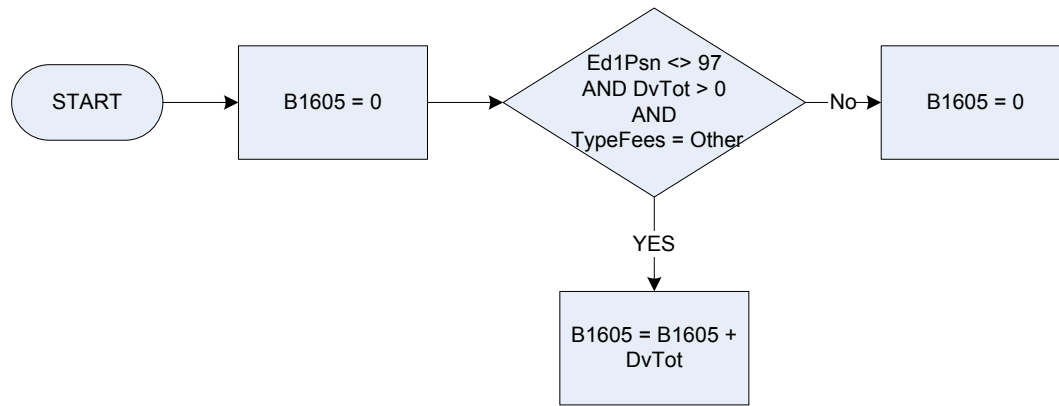 START
B1605 = 0
Ed1Psn <> 97
AND DvTot > 0
AND
TypeFees = Other
No
B1605 = 0
YES
B1605 = B1605 +
DvTot